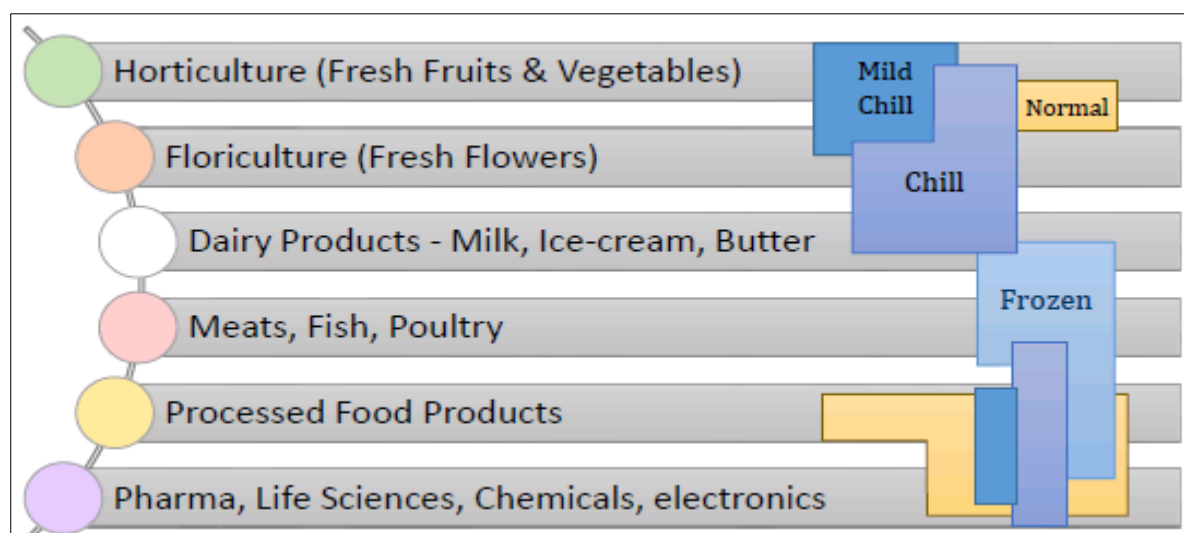 Horticulture (Fresh Fruits & Vegetables)
Mild
Chill
Normal
Floriculture (Fresh Flowers)
Chill
Dairy Products - Milk, Ice-cream, Butter
Frozen
Meats, Fish, Poultry
Processed Food Products
Pharma, Life Sciences, Chemicals, electronics